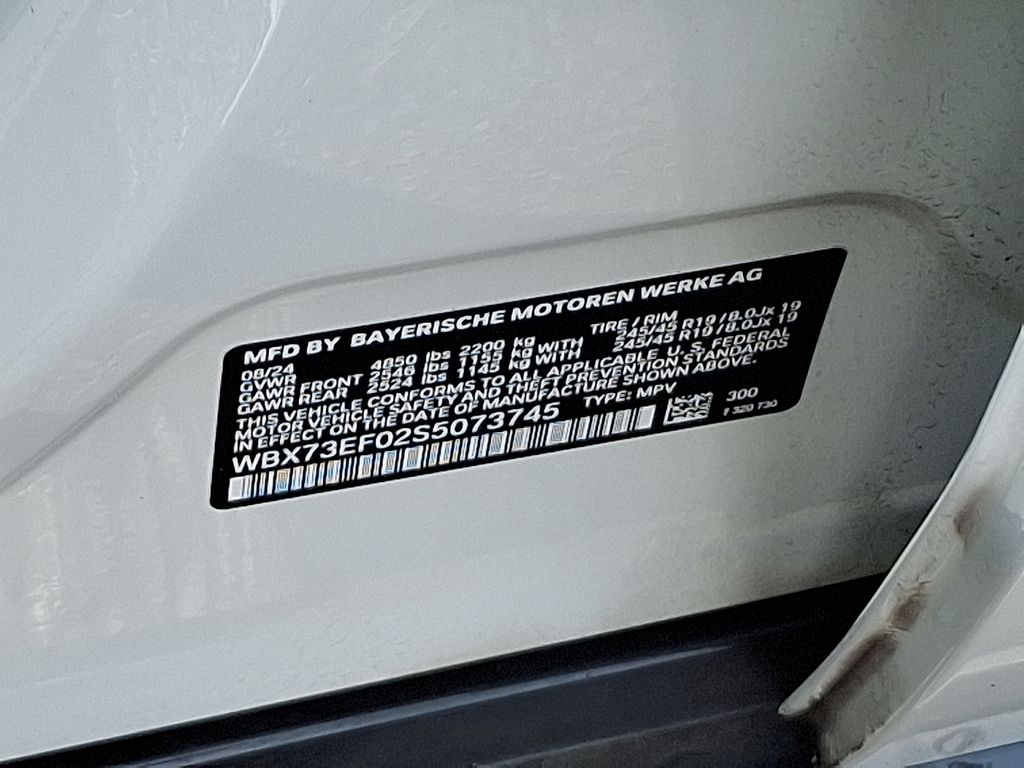 MFD BY BAYERISCHE MOTOREN WERKE AG
08/24 TIRE/RIM
GVWR 4850 lbs 2200 kg
GAWR FRONT 2546 lbs 1155 kg WITH 245/45 R19/8.0Jx19
GAWR REAR 2524 lbs 1145 kg WITH 245/45 R19/8.0Jx19
THIS VEHICLE CONFORMS TO ALL APPLICABLE U.S. FEDERAL
MOTOR VEHICLE SAFETY AND THEFT PREVENTION STANDARDS
IN EFFECT ON THE DATE OF MANUFACTURE SHOWN ABOVE.
WBX73EF02S5073745 TYPE: MPV 300